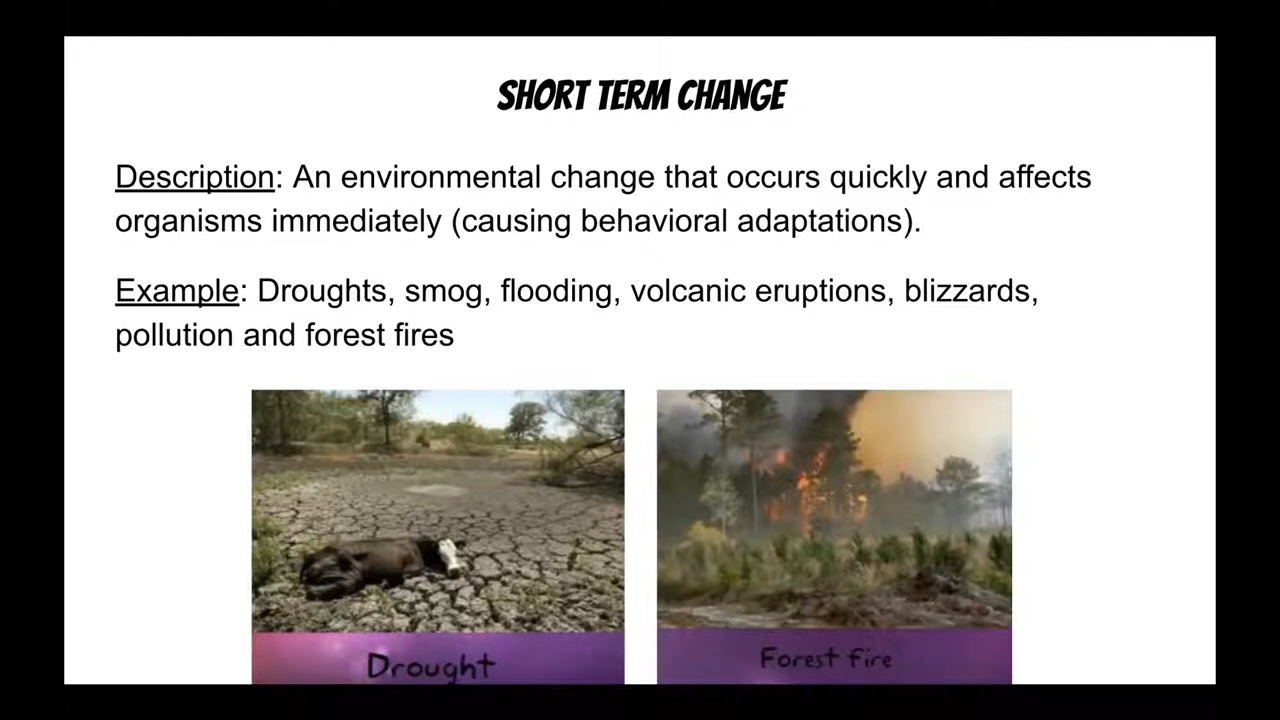 SHORT TERM CHANGE
Description: An environmental change that occurs quickly and affects
organisms immediately (causing behavioral adaptations).
Example: Droughts, smog, flooding, volcanic eruptions, blizzards,
pollution and forest fires
Drought
Forest fire